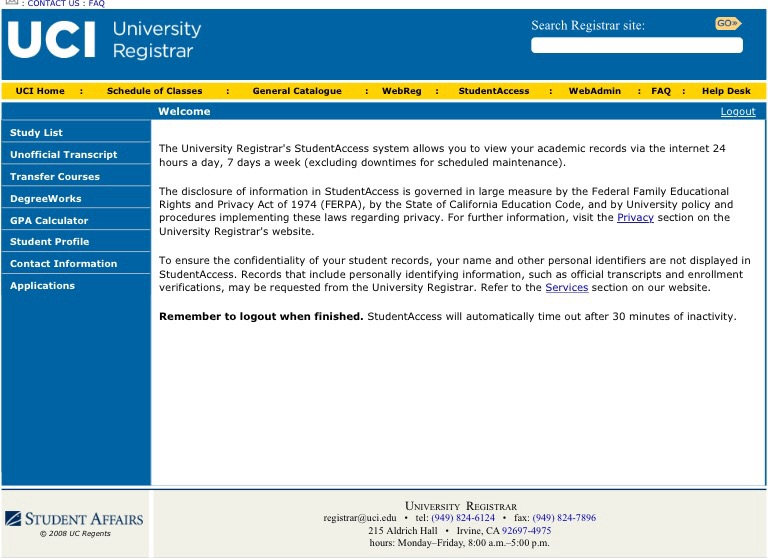 : CONTACT US : FAQ
UCI University
Registrar
Search Registrar site:
GO»
UCI Home : Schedule of Classes : General Catalogue : WebReg : StudentAccess : WebAdmin : FAQ : Help Desk
Welcome
Logout
Study List
Unofficial Transcript
Transfer Courses
DegreeWorks
GPA Calculator
Student Profile
Contact Information
Applications
The University Registrar's StudentAccess system allows you to view your academic records via the internet 24
hours a day, 7 days a week (excluding downtimes for scheduled maintenance).
The disclosure of information in StudentAccess is governed in large measure by the Federal Family Educational
Rights and Privacy Act of 1974 (FERPA), by the State of California Education Code, and by University policy and
procedures implementing these laws regarding privacy. For further information, visit the Privacy section on the
University Registrar's website.
To ensure the confidentiality of your student records, your name and other personal identifiers are not displayed in
StudentAccess. Records that include personally identifying information, such as official transcripts and enrollment
verifications, may be requested from the University Registrar. Refer to the Services section on our website.
Remember to logout when finished. StudentAccess will automatically time out after 30 minutes of inactivity.
STUDENT AFFAIRS
© 2008 UC Regents
UNIVERSITY REGISTRAR
registrar@uci.edu • tel: (949) 824-6124 • fax: (949) 824-7896
215 Aldrich Hall • Irvine, CA 92697-4975
hours: Monday–Friday, 8:00 a.m.–5:00 p.m.